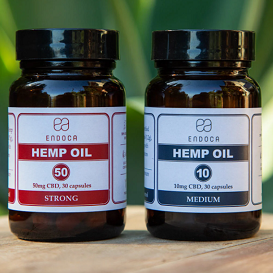 ENDOCA
HEMP OIL
50
50mg CBD, 30 capsules
STRONG
ENDOCA
HEMP OIL
10
10mg CBD, 30 capsules
MEDIUM